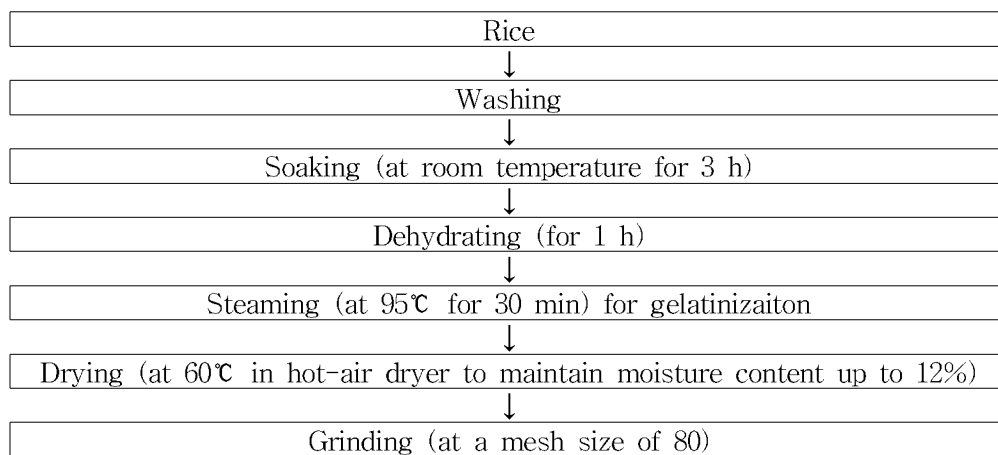 Rice
↓
Washing
↓
Soaking (at room temperature for 3 h)
↓
Dehydrating (for 1 h)
↓
Steaming (at 95℃ for 30 min) for gelatinizaiton
↓
Drying (at 60℃ in hot-air dryer to maintain moisture content up to 12%)
↓
Grinding (at a mesh size of 80)